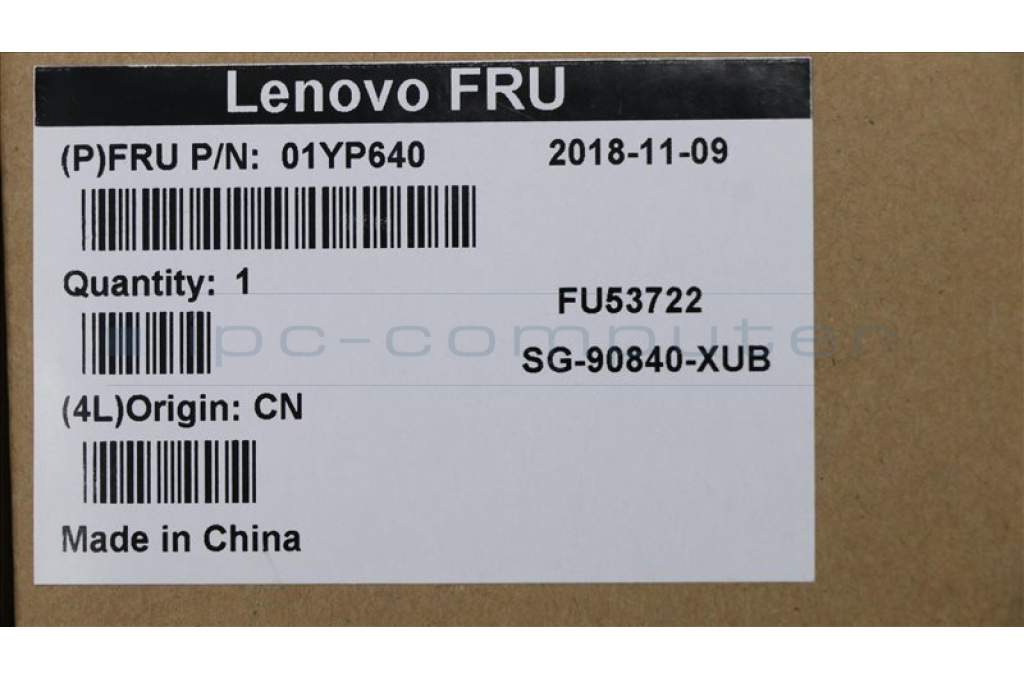 Lenovo FRU
(P)FRU P/N: 01YP640 2018-11-09
Quantity: 1
FU53722
ipc-computer
SG-90840-XUB
(4L)Origin: CN
Made in China